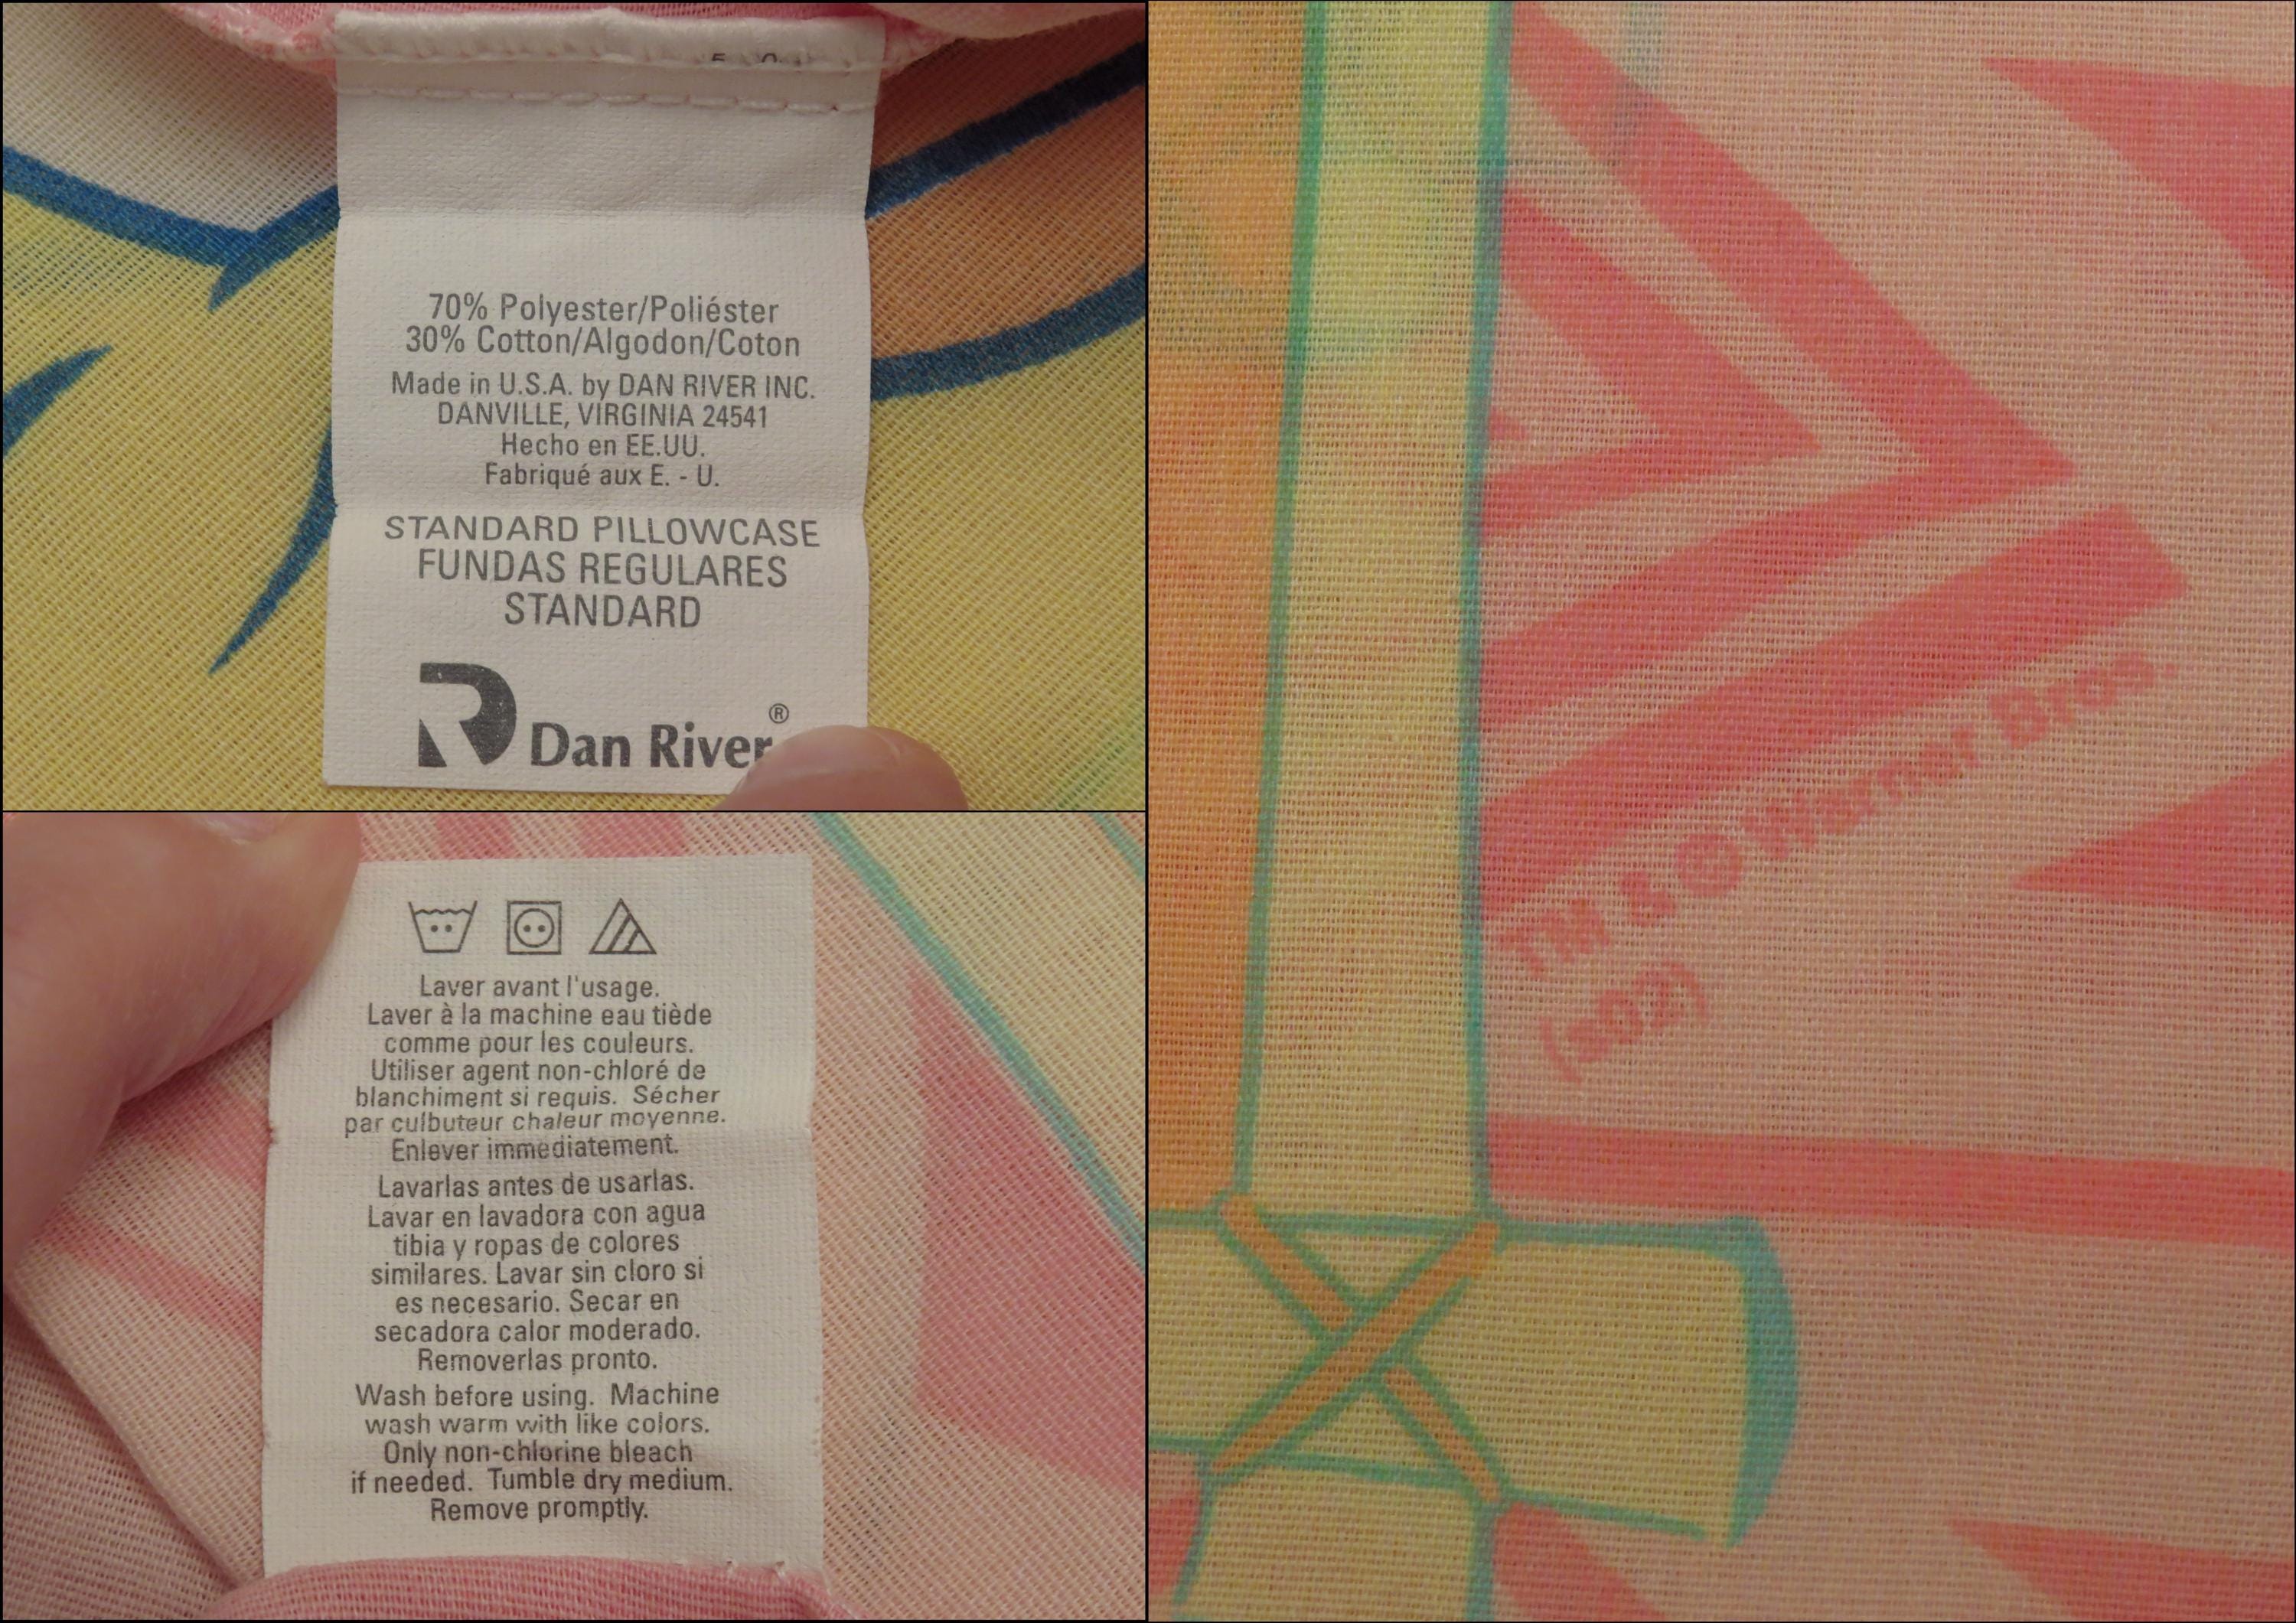 70% Polyester/Poliéster
30% Cotton/Algodon/Coton
Made in U.S.A. by DAN RIVER INC.
DANVILLE, VIRGINIA 24541
Hecho en EE.UU.
Fabriqué aux E. - U.
STANDARD PILLOWCASE
FUNDAS REGULARES
STANDARD
Dan River®
Laver avant l'usage.
Laver à la machine eau tiède
comme pour les couleurs.
Utiliser agent non-chloré de
blanchiment si requis. Sécher
par culbuteur chaleur moyenne.
Enlever immediatement.
Lavarlas antes de usarlas.
Lavar en lavadora con agua
tibia y ropas de colores
similares. Lavar sin cloro si
es necesario. Secar en
secadora calor moderado.
Removerlas pronto.
Wash before using. Machine
wash warm with like colors.
Only non-chlorine bleach
if needed. Tumble dry medium.
Remove promptly.
TM & © Warner Bros.
(s02)